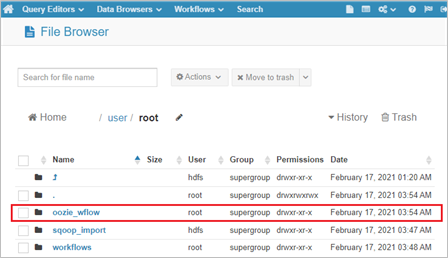 Query Editors Data Browsers Workflows Search
File Browser
Search for file name Actions Move to trash
Home / user / root History Trash
Name Size User Group Permissions Date
hdfs supergroup drwxr-xr-x February 17, 2021 01:20 AM
. root supergroup drwxrwxrwx February 17, 2021 03:54 AM
oozie_wflow root supergroup drwxr-xr-x February 17, 2021 03:54 AM
sqoop_import root supergroup drwxr-xr-x February 17, 2021 03:47 AM
workflows root supergroup drwxr-xr-x February 17, 2021 03:48 AM